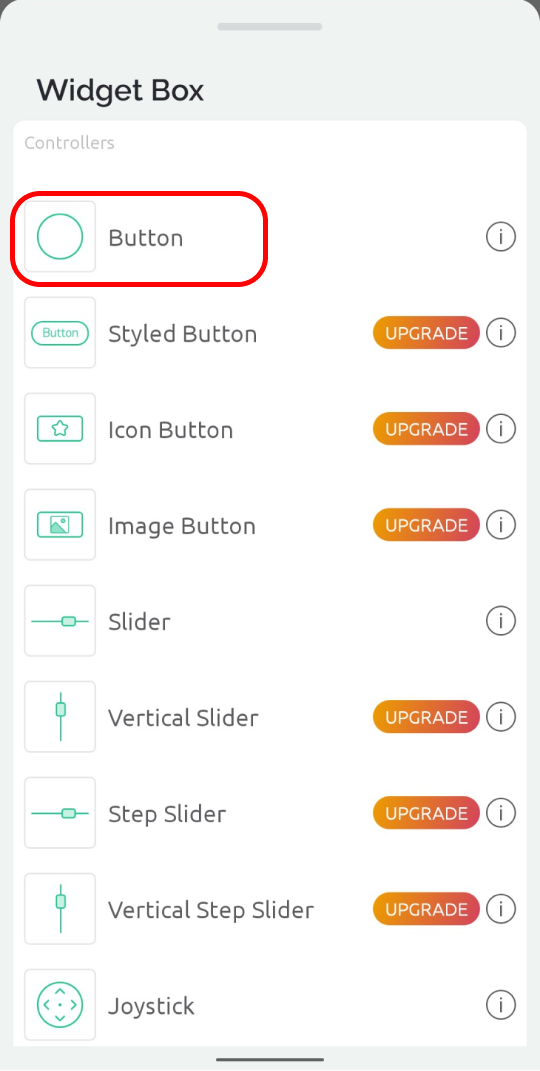 Widget Box
Controllers
Button
Button
Styled Button
UPGRADE
Icon Button
UPGRADE
Image Button
UPGRADE
Slider
Vertical Slider
UPGRADE
Step Slider
UPGRADE
Vertical Step Slider
UPGRADE
Joystick